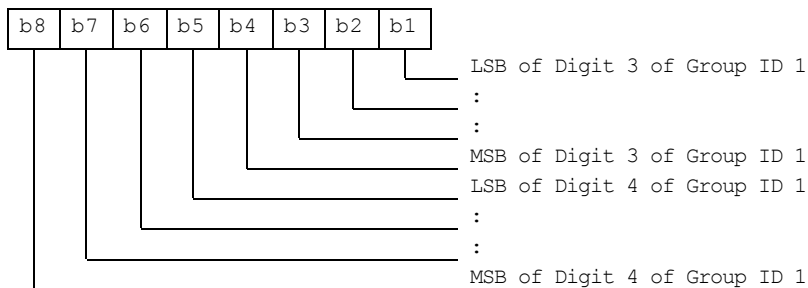 b8 b7 b6 b5 b4 b3 b2 b1
LSB of Digit 3 of Group ID 1
:
:
MSB of Digit 3 of Group ID 1
LSB of Digit 4 of Group ID 1
:
:
MSB of Digit 4 of Group ID 1